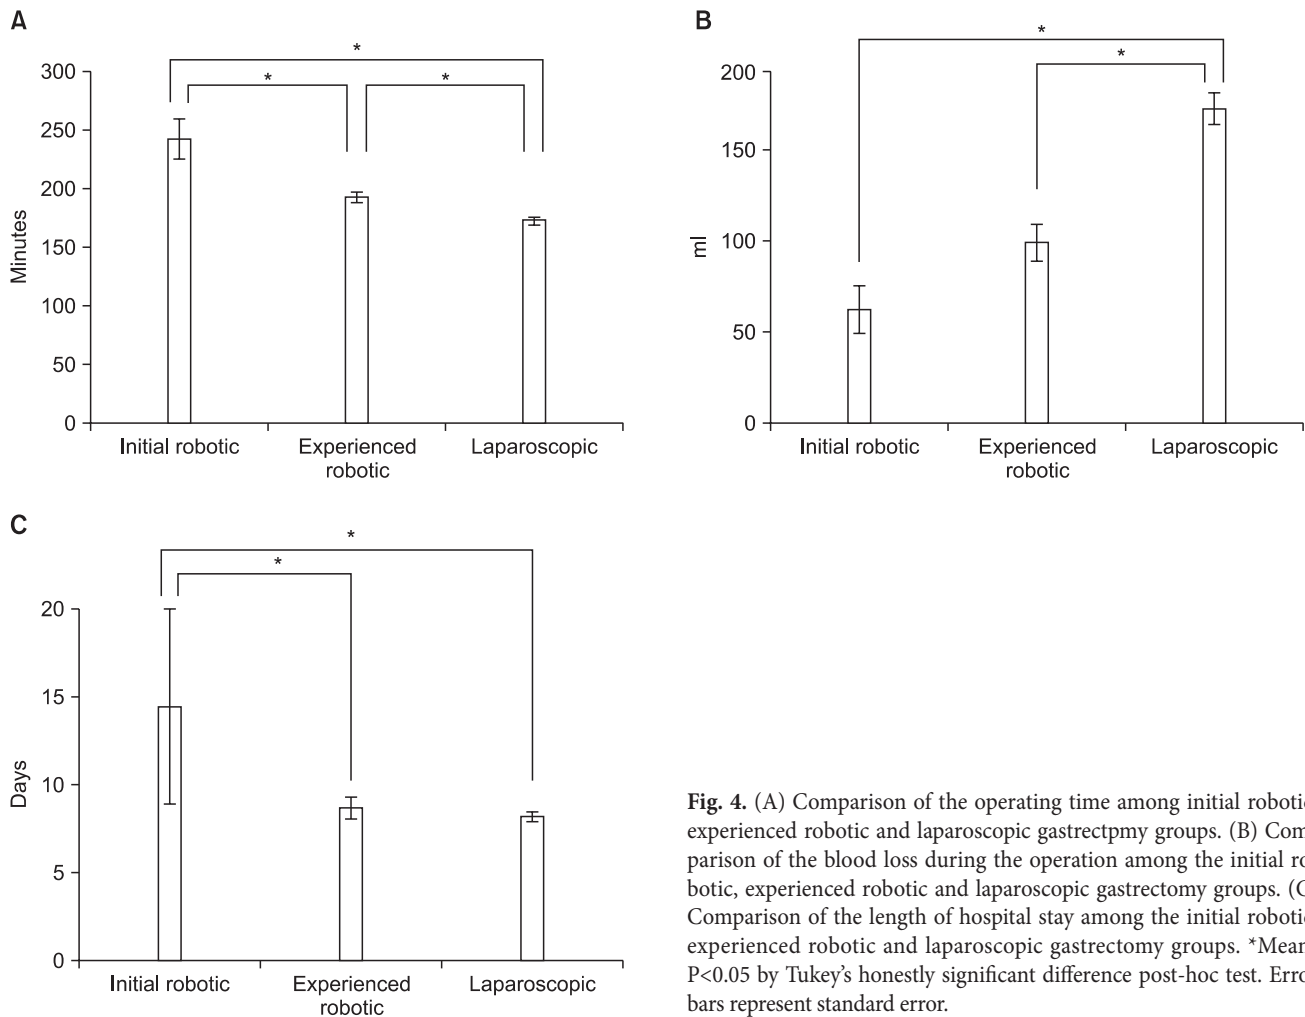 A
*
*
*
300
250
200
150
100
50
0
Minutes
Initial robotic
Experienced
robotic
Laparoscopic
B
*
*
200
150
100
50
0
ml
Initial robotic
Experienced
robotic
Laparoscopic
C
*
*
20
15
10
5
0
Days
Initial robotic
Experienced
robotic
Laparoscopic
Fig. 4. (A) Comparison of the operating time among initial robotic
experienced robotic and laparoscopic gastrectpmy groups. (B) Com
parison of the blood loss during the operation among the initial ro
botic, experienced robotic and laparoscopic gastrectomy groups. (C
Comparison of the length of hospital stay among the initial robotic
experienced robotic and laparoscopic gastrectomy groups. *Mean
P<0.05 by Tukey’s honestly significant difference post-hoc test. Erro
bars represent standard error.